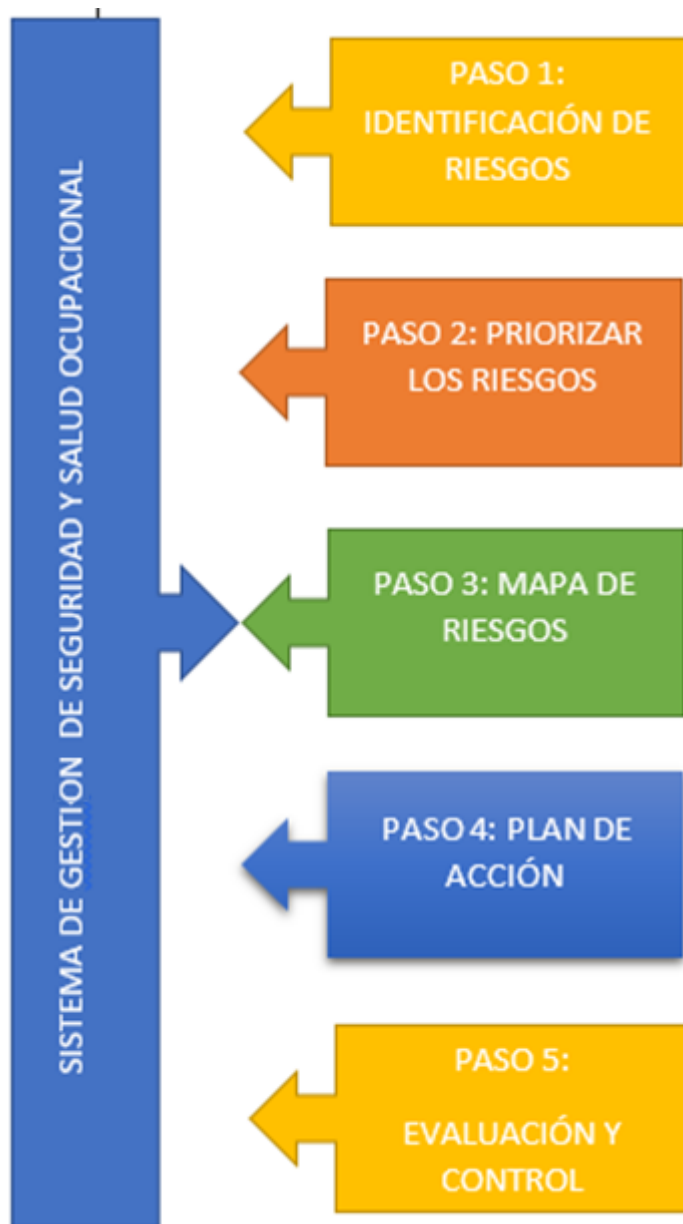 SISTEMA DE GESTION DE SEGURIDAD Y SALUD OCUPACIONAL
PASO 1:
IDENTIFICACIÓN DE
RIESGOS
PASO 2: PRIORIZAR
LOS RIESGOS
PASO 3: MAPA DE
RIESGOS
PASO 4: PLAN DE
ACCIÓN
PASO 5:
EVALUACIÓN Y
CONTROL